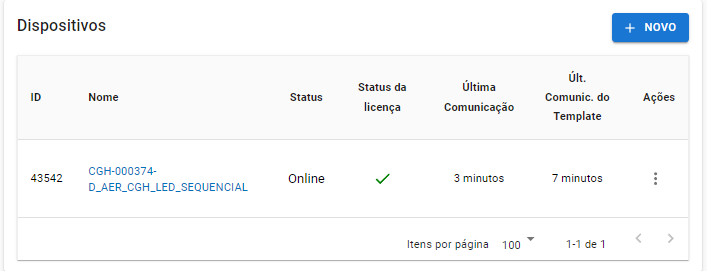 Dispositivos
+ NOVO
ID
Nome
Status
Status da
licença
Última
Comunicação
Últ.
Comunic. do
Template
Ações
43542
CGH-000374-
D_AER_CGH_LED_SEQUENCIAL
Online
3 minutos
7 minutos
Itens por página
100
1-1 de 1